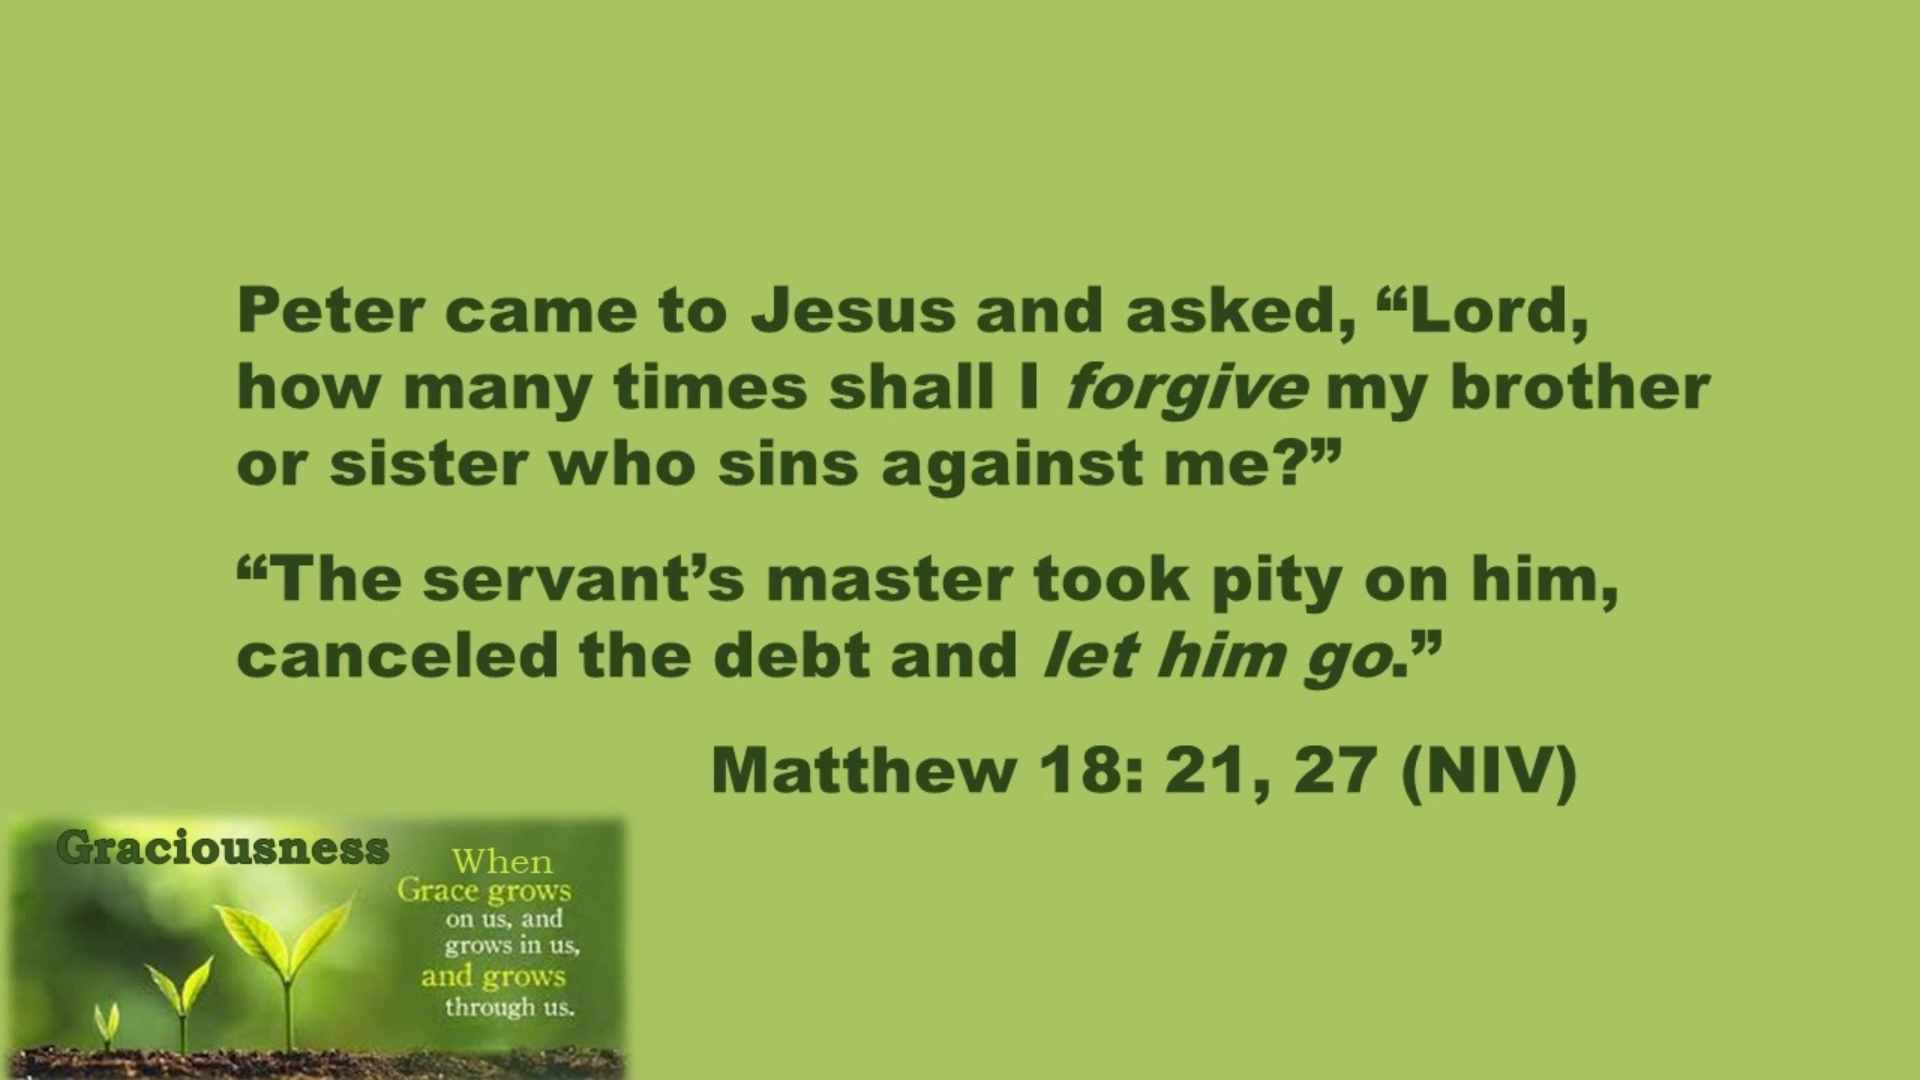 Peter came to Jesus and asked, “Lord,
how many times shall I forgive my brother
or sister who sins against me?”
“The servant’s master took pity on him,
canceled the debt and let him go.”
Matthew 18: 21, 27 (NIV)
Graciousness
When
Grace grows
on us, and
grows in us,
and grows
through us.